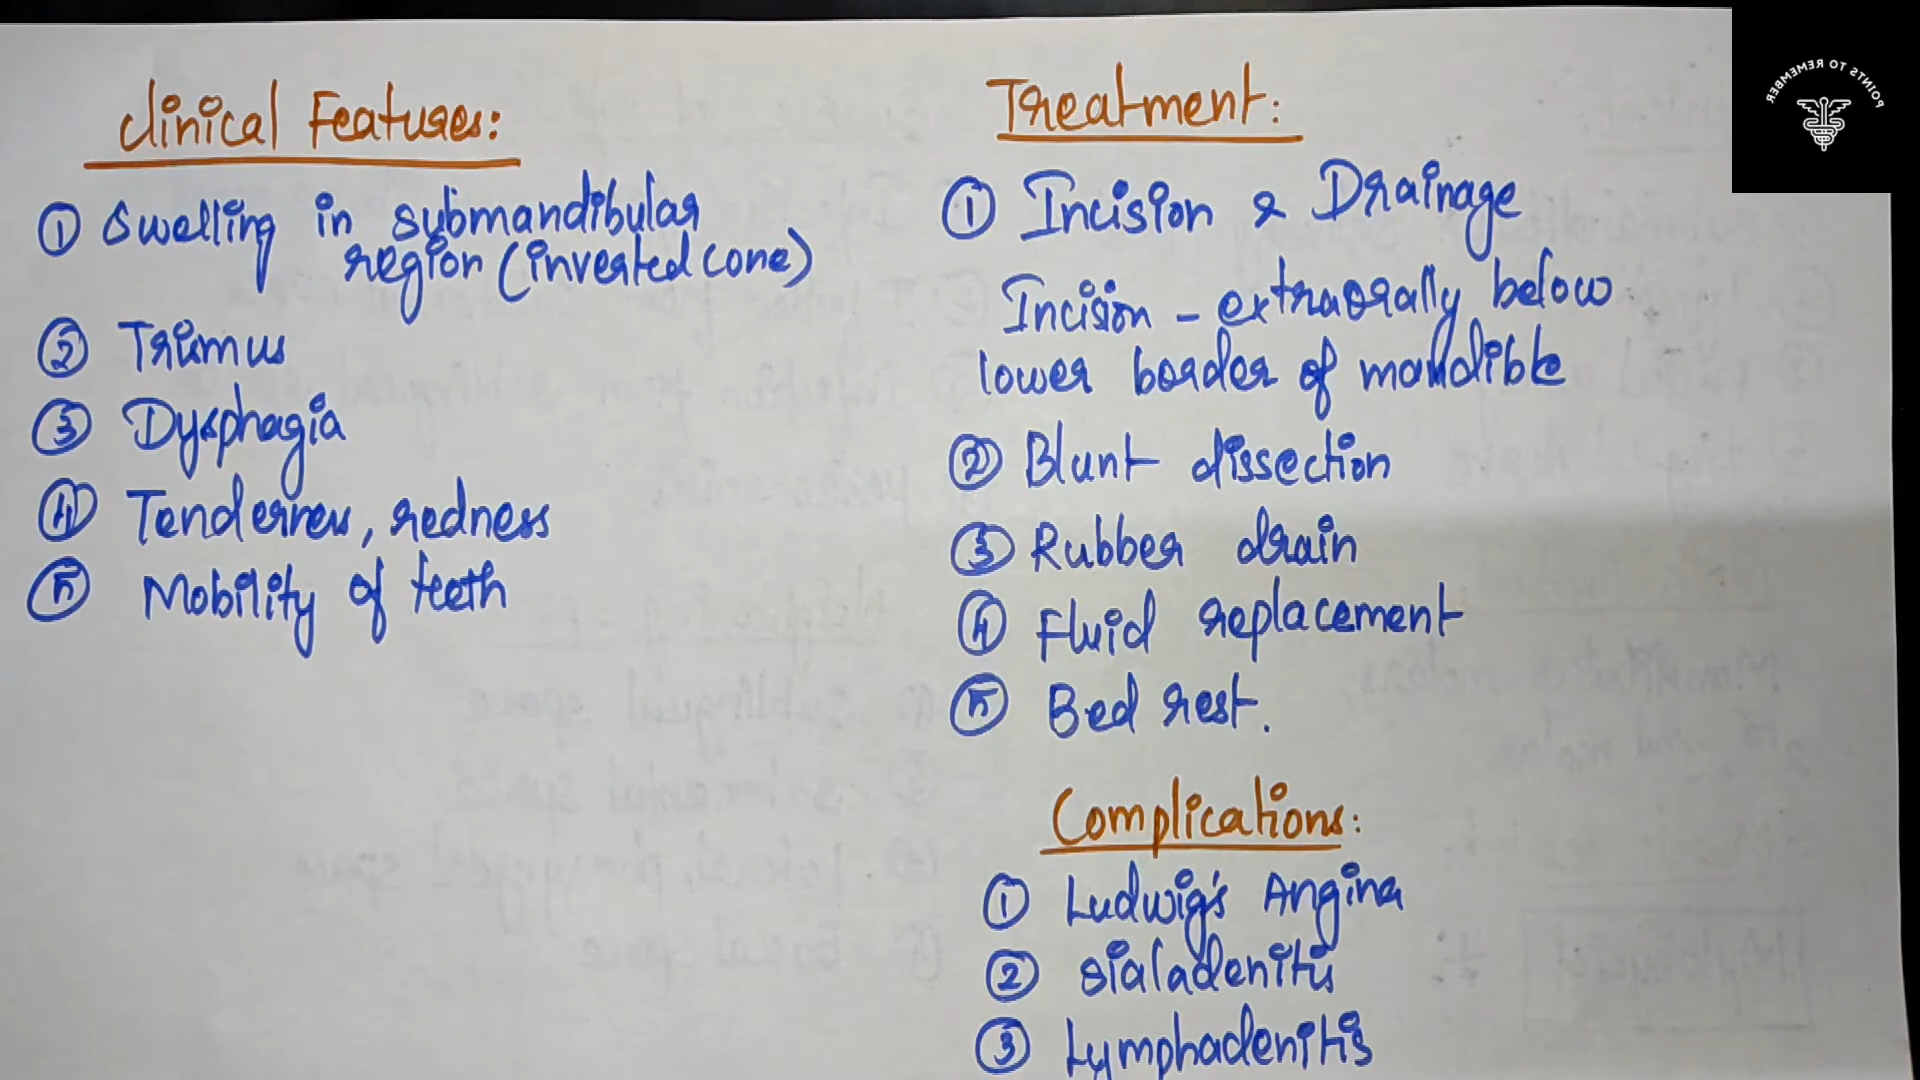 Clinical Features:
① Swelling in submandibular
region (inverted cone)
② Trismus
③ Dysphagia
④ Tenderness, redness
⑤ Mobility of teeth
Treatment:
① Incision & Drainage
Incision - extraorally below
lower border of mandible
② Blunt dissection
③ Rubber drain
④ Fluid replacement
⑤ Bed rest.
Complications:
① Ludwig's Angina
② Sialadenitis
③ Lymphadenitis
POINTS TO REMEMBER